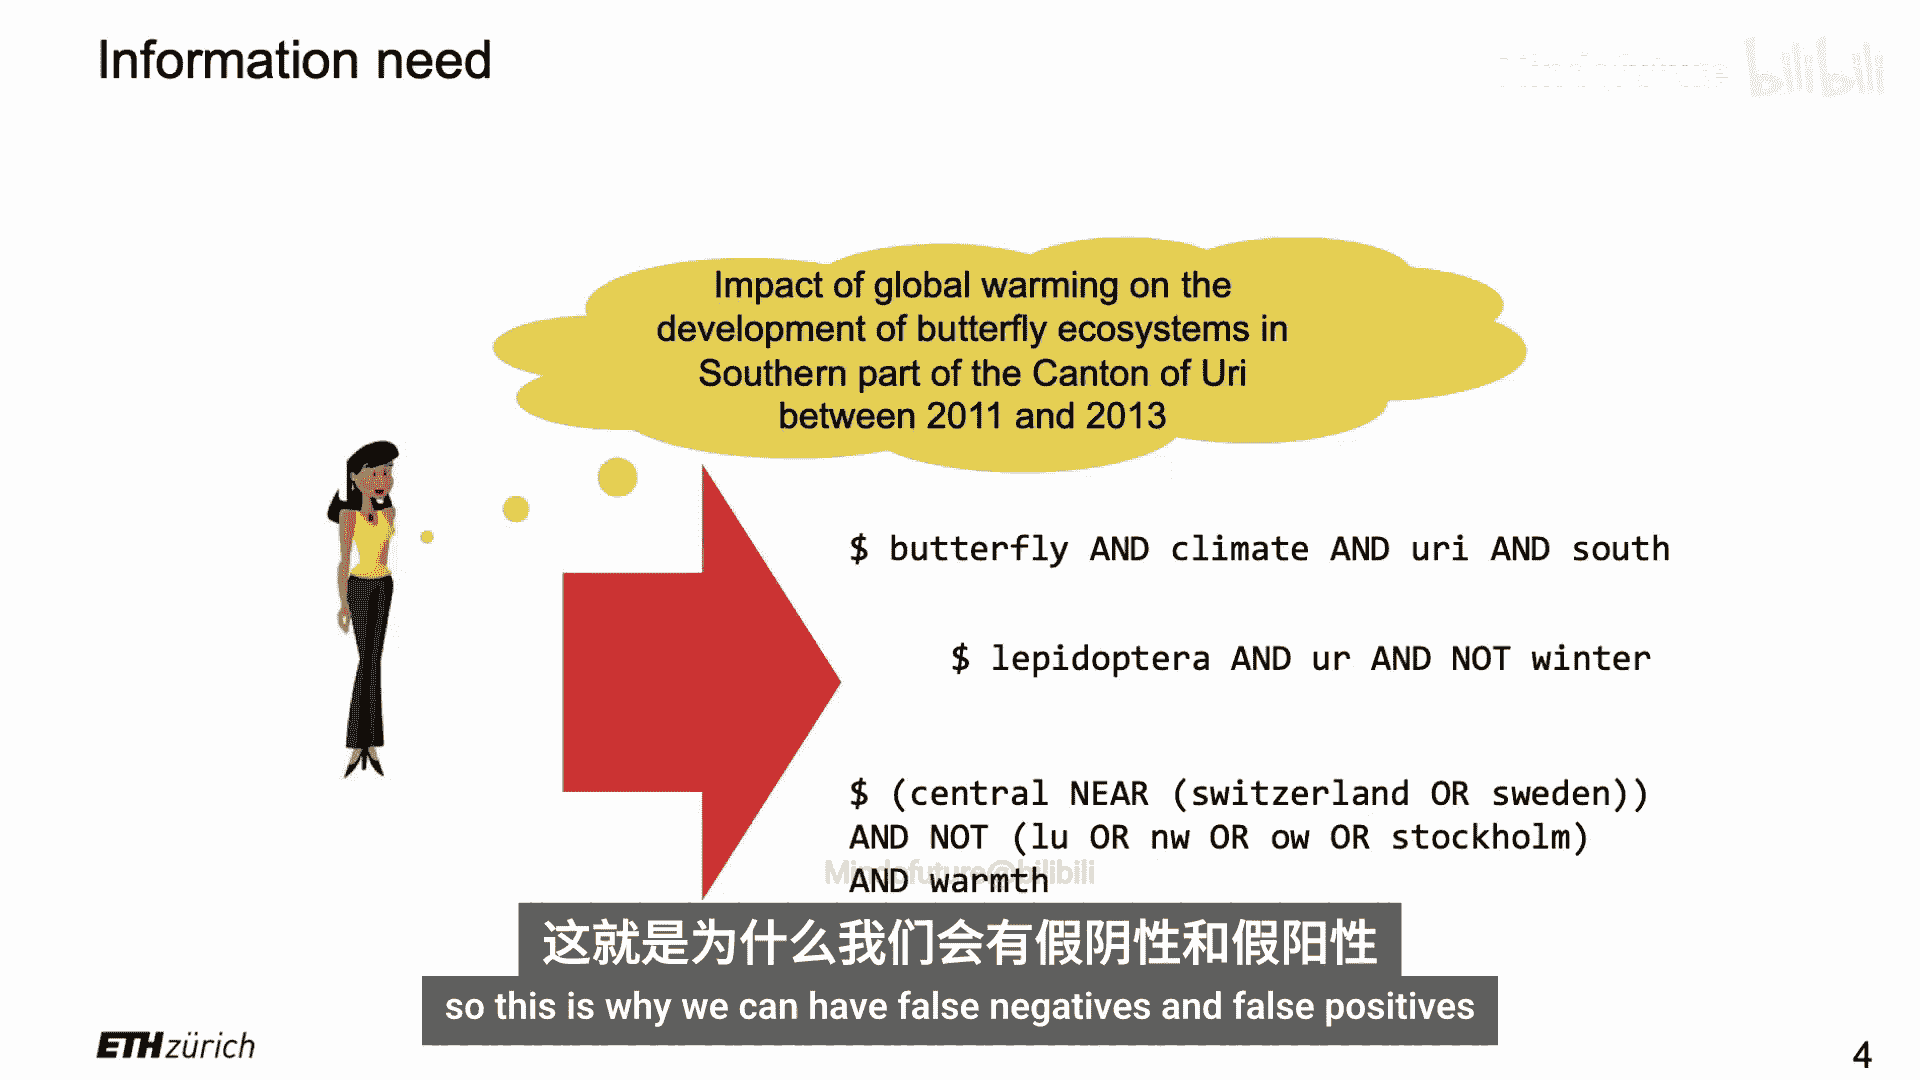 Information need
bilibili
Impact of global warming on the
development of butterfly ecosystems in
Southern part of the Canton of Uri
between 2011 and 2013
$ butterfly AND climate AND uri AND south
$ lepidoptera AND ur AND NOT winter
$ (central NEAR (switzerland OR sweden))
AND NOT (lu OR nw OR ow OR stockholm)
AND warmth
Mindofuture@bilibili
这就是为什么我们会有假阴性和假阳性
so this is why we can have false negatives and false positives
ETH zürich
4